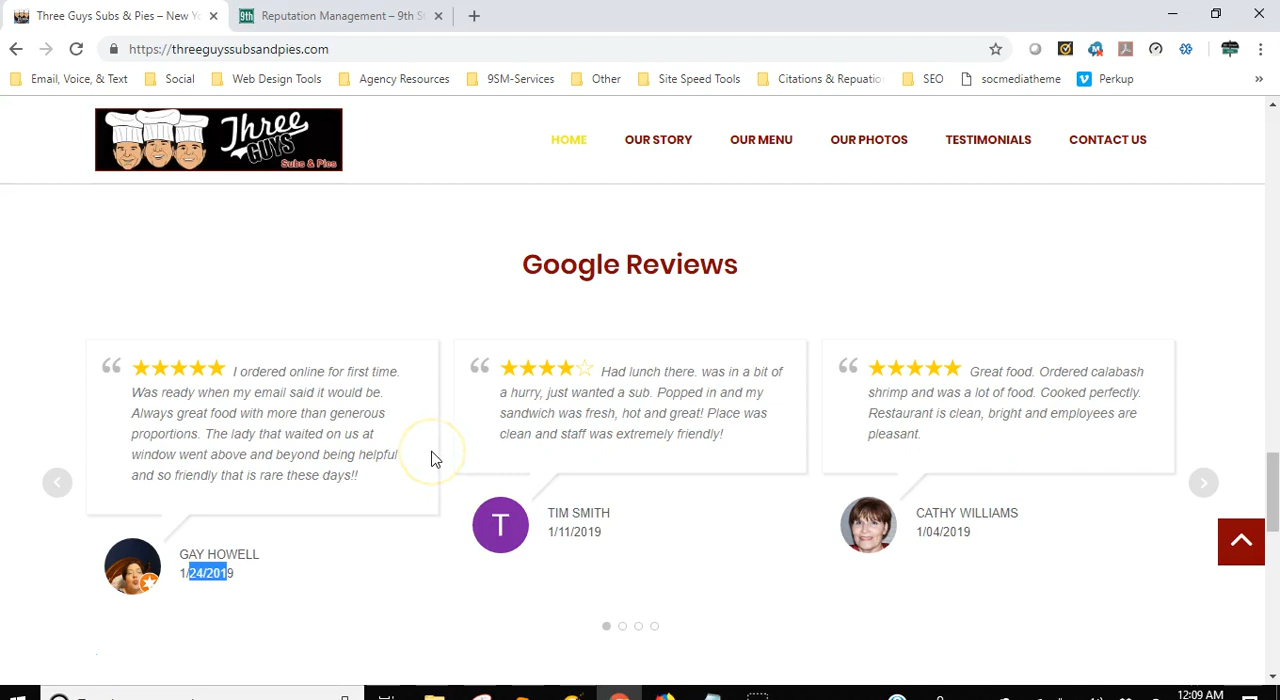 Three Guys Subs & Pies – New Yo
Reputation Management – 9th St
https://threeguyssubsandpies.com
Email, Voice, & Text
Social
Web Design Tools
Agency Resources
9SM-Services
Other
Site Speed Tools
Citations & Repuation
SEO
socmediatheme
Perkup
»
Three
GUYS
Subs & Pies
HOME
OUR STORY
OUR MENU
OUR PHOTOS
TESTIMONIALS
CONTACT US
Google Reviews
“ ★★★★★ I ordered online for first time.
Was ready when my email said it would be.
Always great food with more than generous
proportions. The lady that waited on us at
window went above and beyond being helpful
and so friendly that is rare these days!!
GAY HOWELL
1/24/2019
“ ★★★★☆ Had lunch there. was in a bit of
a hurry, just wanted a sub. Popped in and my
sandwich was fresh, hot and great! Place was
clean and staff was extremely friendly!
T
TIM SMITH
1/11/2019
“ ★★★★★ Great food. Ordered calabash
shrimp and was a lot of food. Cooked perfectly.
Restaurant is clean, bright and employees are
pleasant.
CATHY WILLIAMS
1/04/2019
12:09 AM